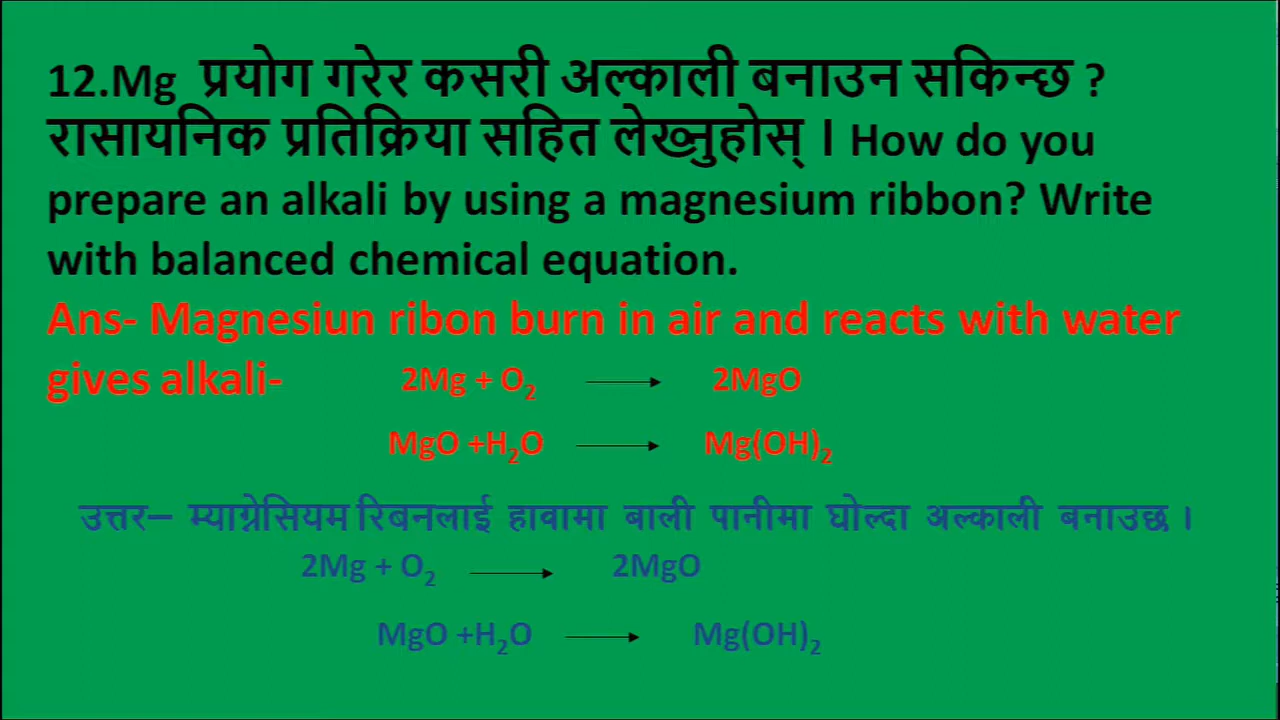 12.Mg प्रयोग गरेर कसरी अल्काली बनाउन सकिन्छ ?
रासायनिक प्रतिक्रिया सहित लेख्नुहोस् । How do you
prepare an alkali by using a magnesium ribbon? Write
with balanced chemical equation.
Ans- Magnesiun ribon burn in air and reacts with water
gives alkali- 2Mg + O₂ ⟶ 2MgO
MgO +H₂O ⟶ Mg(OH)₂
उत्तर– म्याग्नेसियम रिबनलाई हावामा बाली पानीमा घोल्दा अल्काली बनाउछ ।
2Mg + O₂ ⟶ 2MgO
MgO +H₂O ⟶ Mg(OH)₂